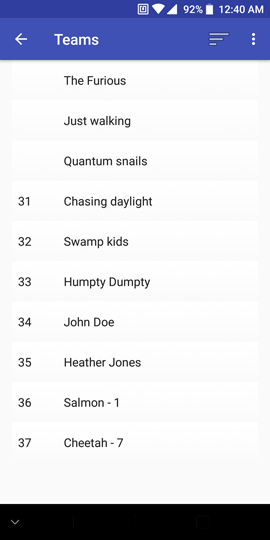 92% 12:40 AM
Teams
The Furious
Just walking
Quantum snails
31 Chasing daylight
32 Swamp kids
33 Humpty Dumpty
34 John Doe
35 Heather Jones
36 Salmon - 1
37 Cheetah - 7